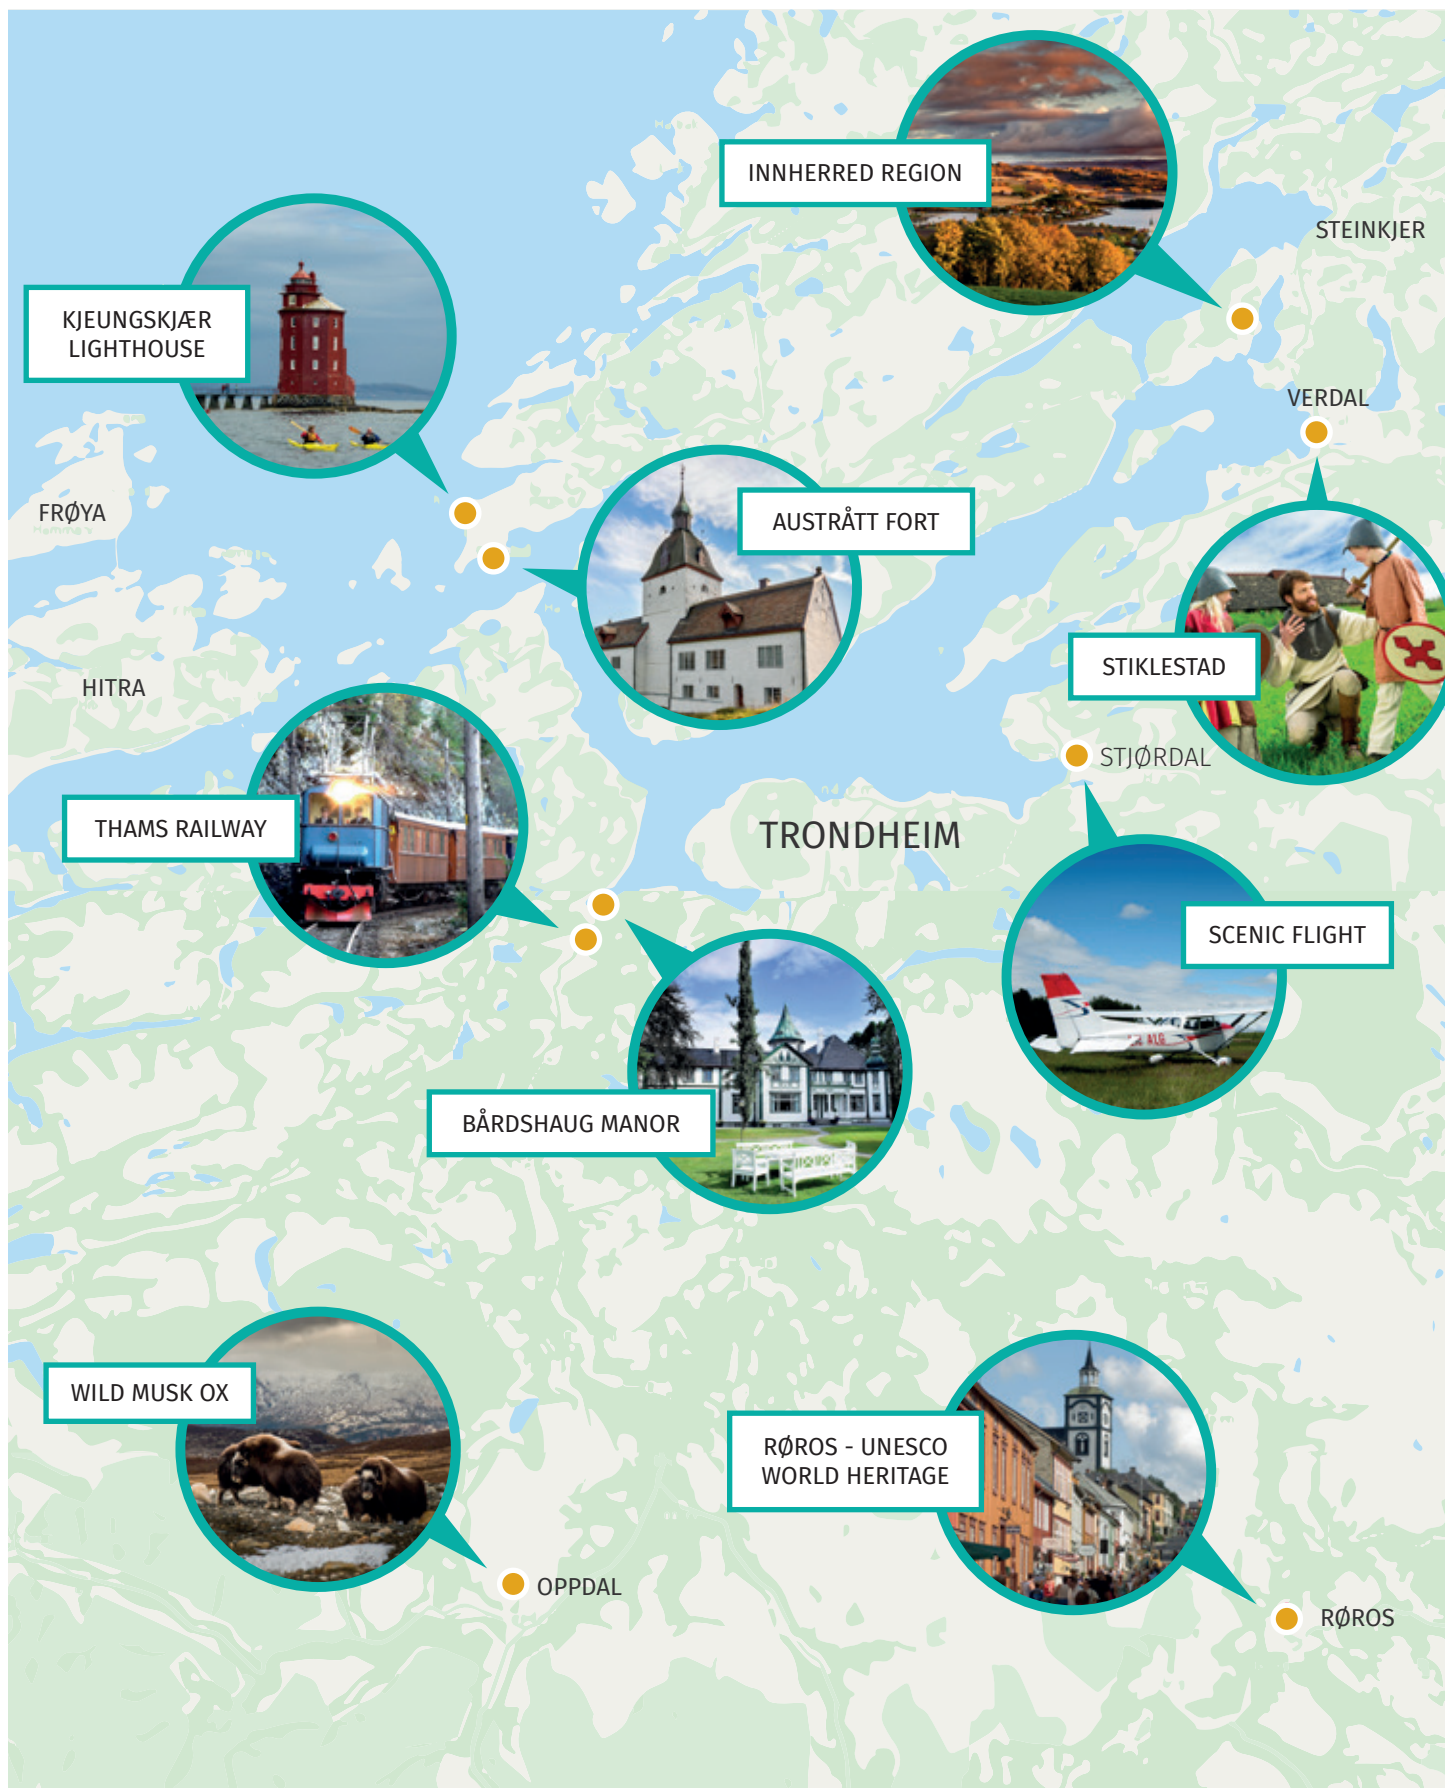 INNHERRED REGION
STEINKJER
KJEUNGSKJÆR
LIGHTHOUSE
VERDAL
FRØYA
AUSTRÅTT FORT
STIKLESTAD
HITRA
STJØRDAL
THAMS RAILWAY
TRONDHEIM
SCENIC FLIGHT
ALG
BÅRDSHAUG MANOR
WILD MUSK OX
RØROS - UNESCO
WORLD HERITAGE
OPPDAL
RØROS